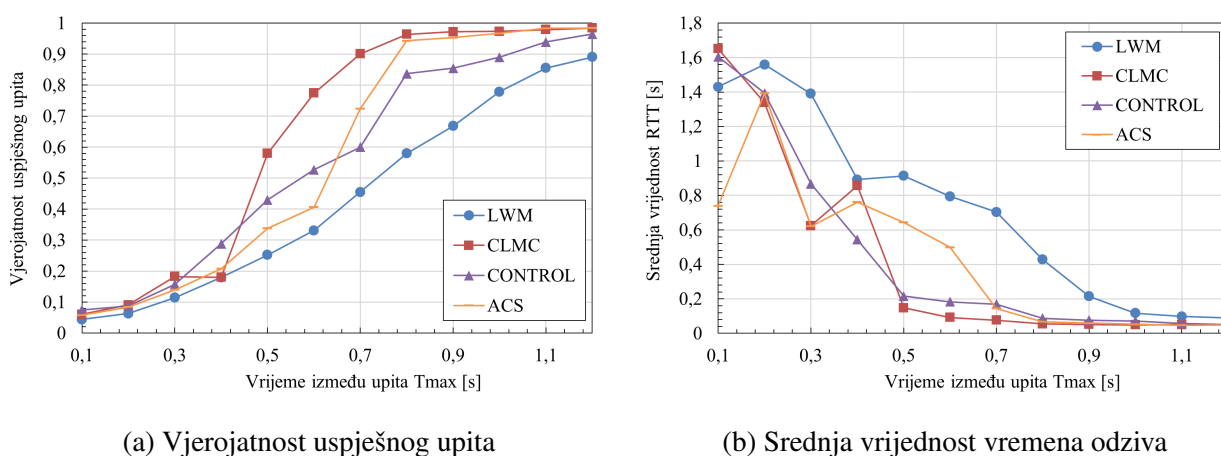 Vjerojatnost uspješnog upita
1
0,9
0,8
0,7
0,6
0,5
0,4
0,3
0,2
0,1
0
0,1 0,3 0,5 0,7 0,9 1,1
Vrijeme između upita Tmax [s]
LWM
CLMC
CONTROL
ACS
(a) Vjerojatnost uspješnog upita
Srednja vrijednost RTT [s]
1,8
1,6
1,4
1,2
1
0,8
0,6
0,4
0,2
0
0,1 0,3 0,5 0,7 0,9 1,1
Vrijeme između upita Tmax [s]
LWM
CLMC
CONTROL
ACS
(b) Srednja vrijednost vremena odziva